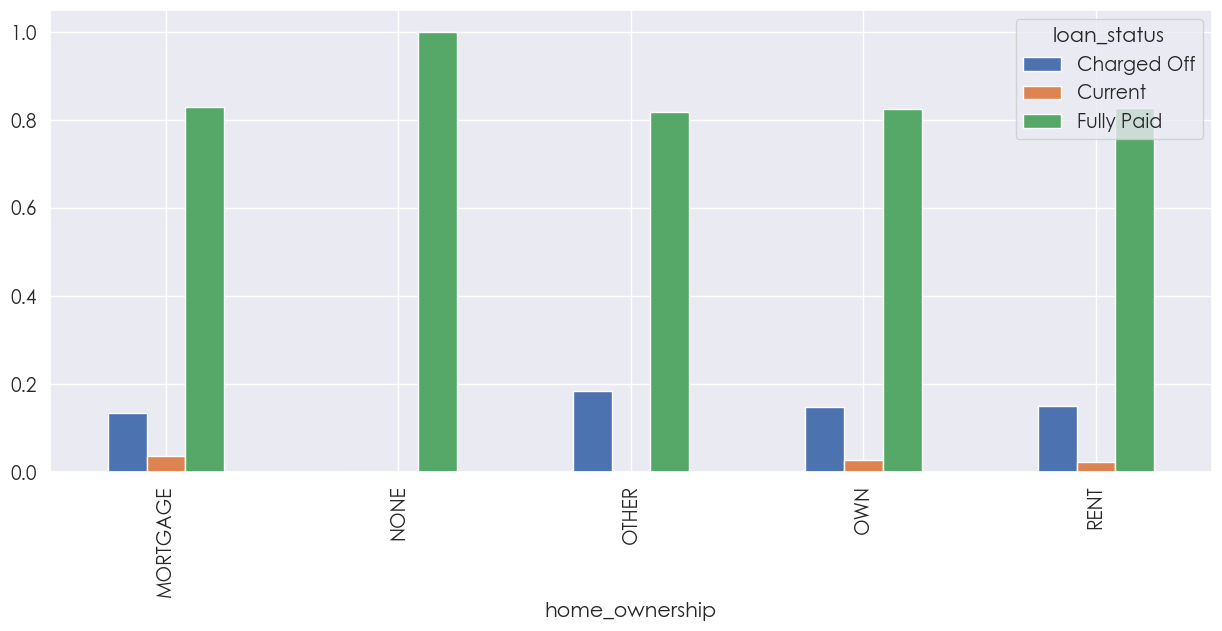 1.0
0.8
0.6
0.4
0.2
0.0
loan_status
Charged Off
Current
Fully Paid
MORTGAGE
NONE
OTHER
OWN
RENT
home_ownership